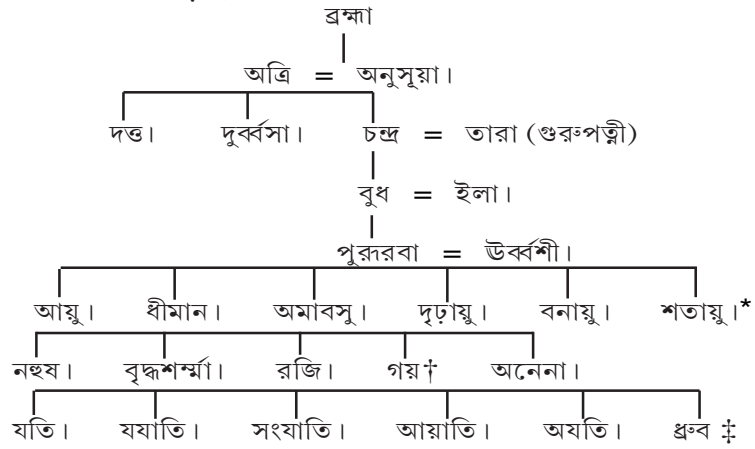 ব্রহ্মা
অত্রি = অনুসূয়া।
দত্ত। দুর্ব্বসা। চন্দ্র = তারা (গুরুপত্নী)
বুধ = ইলা।
পুরূরবা = ঊর্ব্বশী।
আয়ু। ধীমান। অমাবসু। দৃঢ়ায়ু। বনায়ু। শতায়ু।*
নহুষ। বৃদ্ধশর্ম্মা। রজি। গয়† অনেনা।
যতি। যযাতি। সংযাতি। আয়াতি। অযতি। ধ্রুব ‡